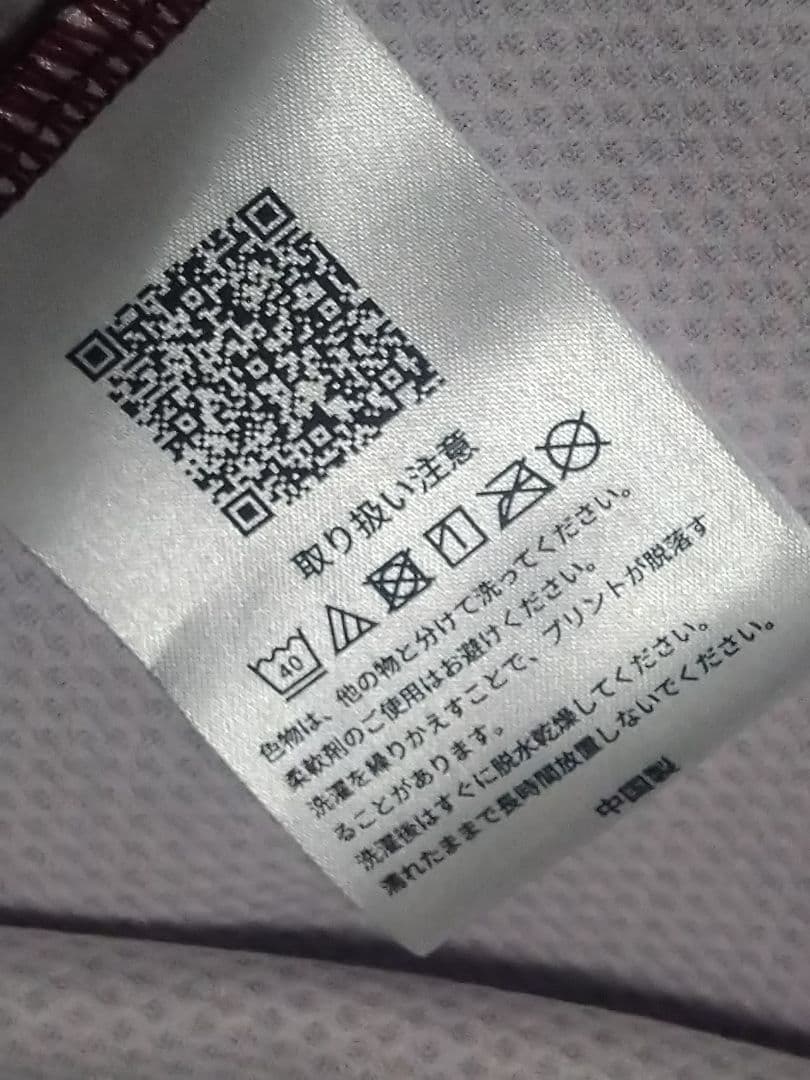 取り扱い注意
40
色物は、他の物と分けて洗ってください。
柔軟剤のご使用はお避けください。
洗濯を繰りかえすことで、プリントが脱落す
ることがあります。
洗濯後はすぐに脱水乾燥してください。
濡れたままで長時間放置しないでください。
中国製